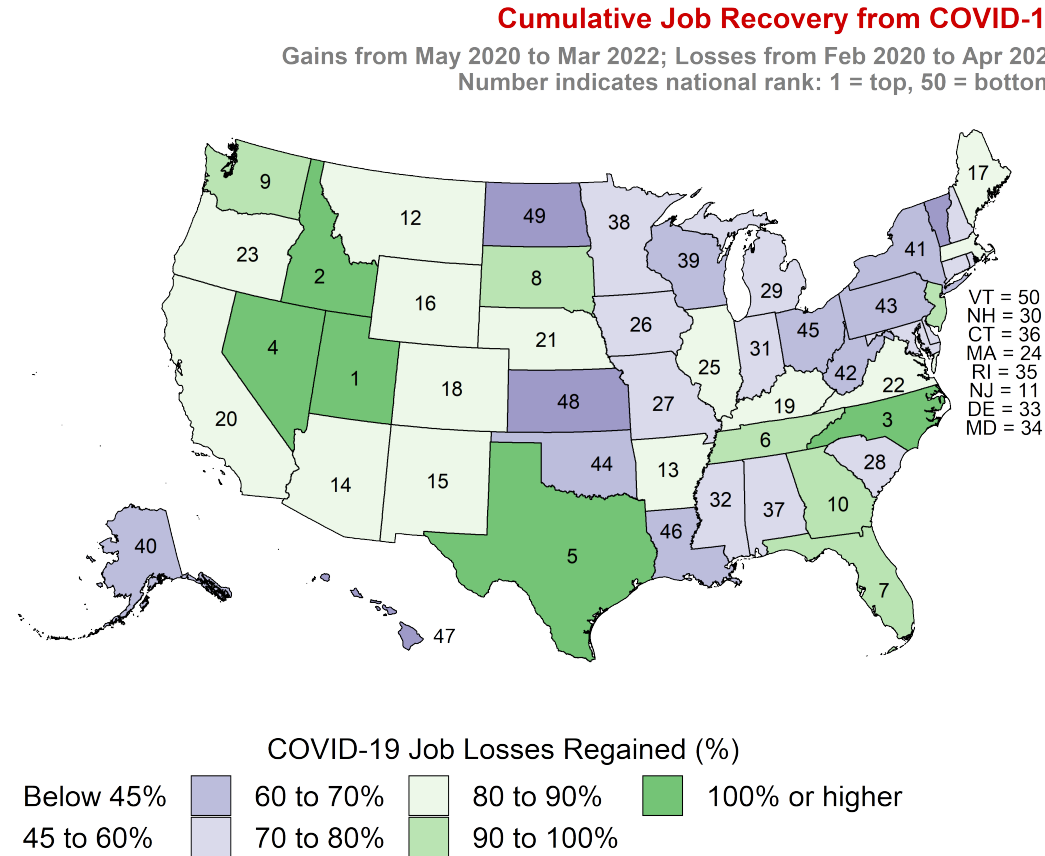 Cumulative Job Recovery from COVID-1
Gains from May 2020 to Mar 2022; Losses from Feb 2020 to Apr 202
Number indicates national rank: 1 = top, 50 = bottom
17
9
12
49
38
41
23
2
39
8
29
43
VT = 50
NH = 30
CT = 36
MA = 24
RI = 35
NJ = 11
DE = 33
MD = 34
16
26
45
4
21
31
25
42
22
1
18
48
27
19
3
20
6
28
14
15
44
13
32
37
10
46
40
5
7
47
COVID-19 Job Losses Regained (%)
Below 45%
60 to 70%
80 to 90%
100% or higher
45 to 60%
70 to 80%
90 to 100%